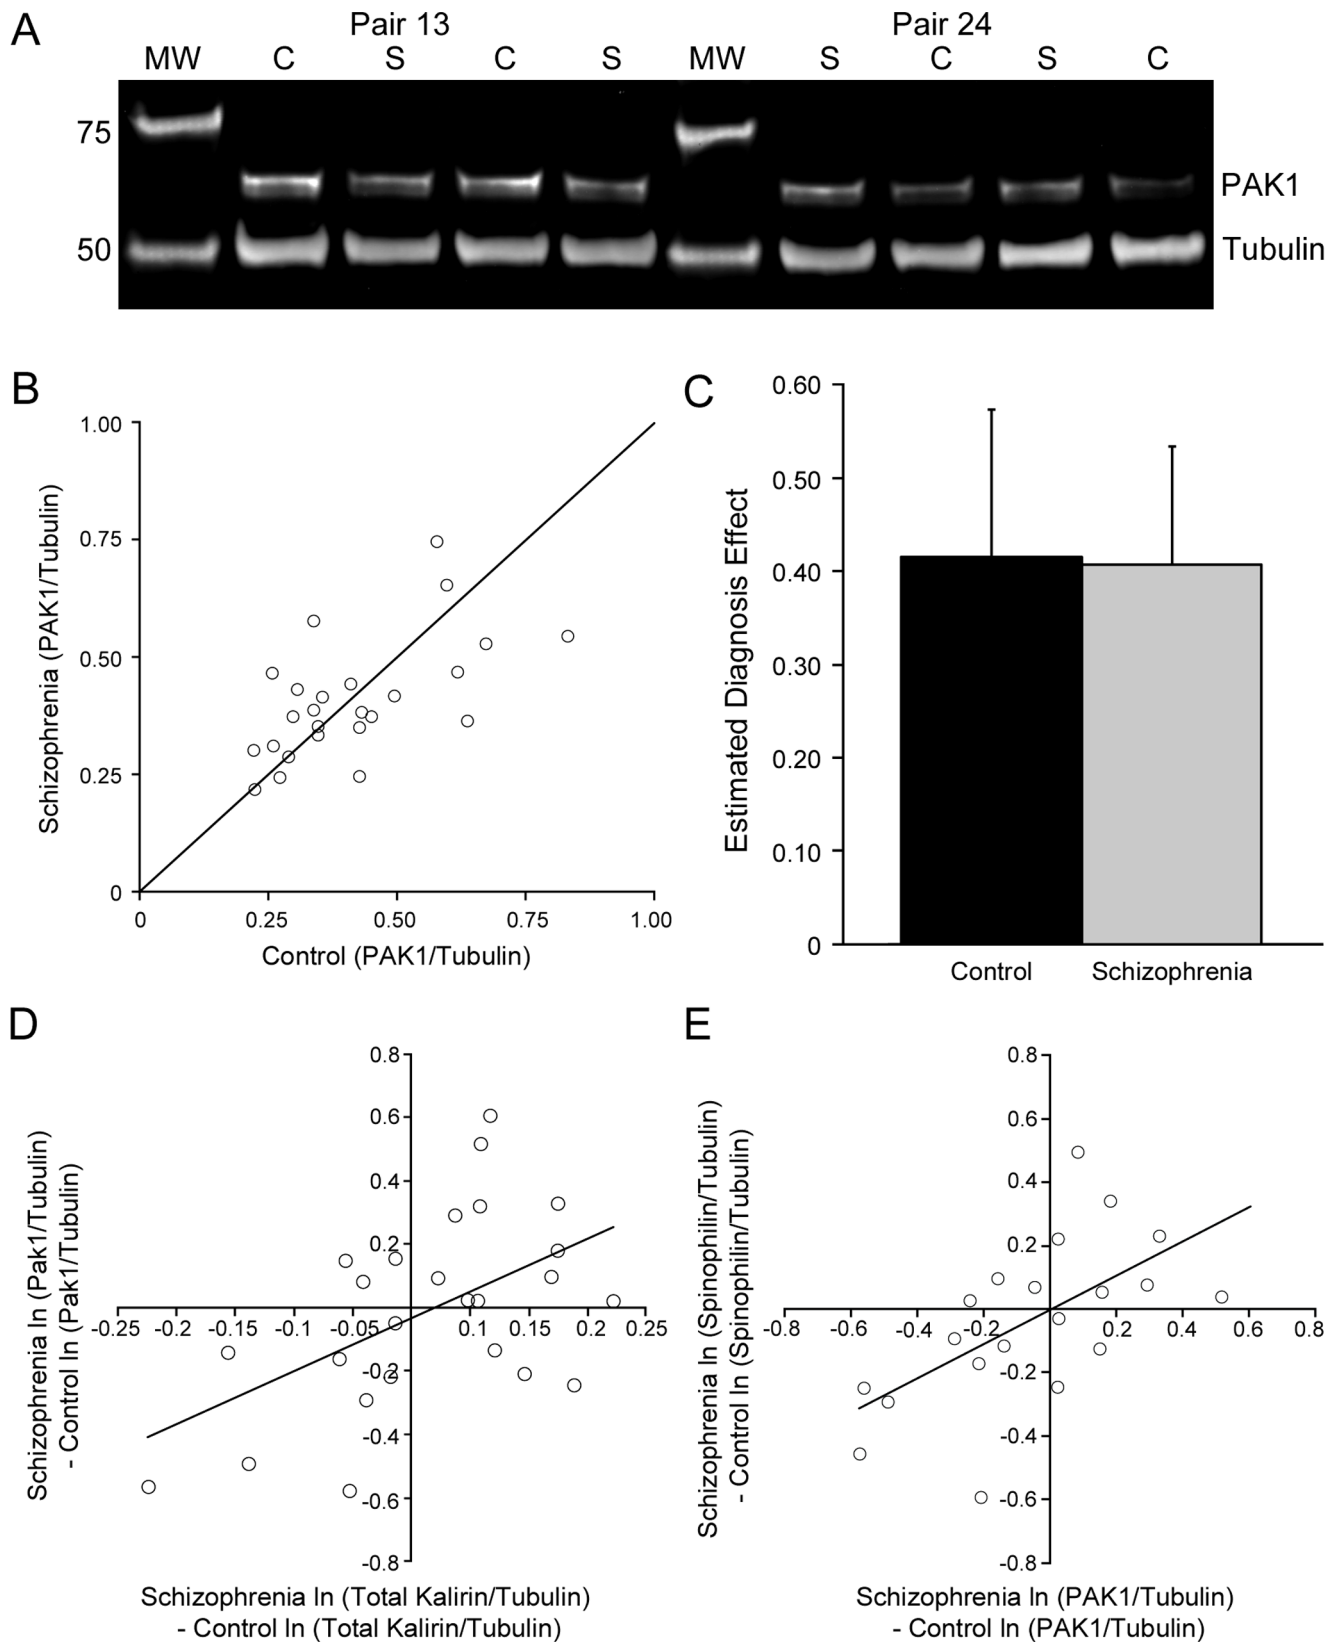 A
Pair 13
Pair 24
MW C S C S MW S C S C
75
PAK1
50
Tubulin
B
1.00
0.75
0.50
0.25
0
0 0.25 0.50 0.75 1.00
Schizophrenia (PAK1/Tubulin)
Control (PAK1/Tubulin)
C
0.60
0.50
0.40
0.30
0.20
0.10
0
Estimated Diagnosis Effect
Control Schizophrenia
D
0.8
0.6
0.4
0.2
-0.25 -0.2 -0.15 -0.1 -0.05 0.1 0.15 0.2 0.25
-0.2
-0.4
-0.6
-0.8
Schizophrenia ln (Pak1/Tubulin)
- Control ln (Pak1/Tubulin)
Schizophrenia ln (Total Kalirin/Tubulin)
- Control ln (Total Kalirin/Tubulin)
E
0.8
0.6
0.4
0.2
-0.8 -0.6 -0.4 -0.2 0.2 0.4 0.6 0.8
-0.2
-0.4
-0.6
-0.8
Schizophrenia ln (Spinophilin/Tubulin)
- Control ln (Spinophilin/Tubulin)
Schizophrenia ln (PAK1/Tubulin)
- Control ln (PAK1/Tubulin)